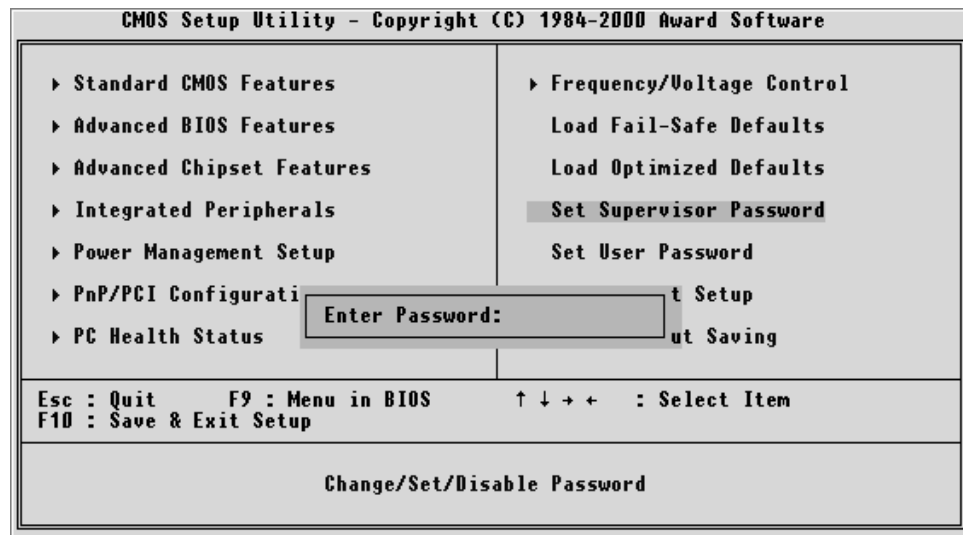 CMOS Setup Utility - Copyright (C) 1984-2000 Award Software
▸ Standard CMOS Features
▸ Advanced BIOS Features
▸ Advanced Chipset Features
▸ Integrated Peripherals
▸ Power Management Setup
▸ PnP/PCI Configurati
▸ PC Health Status
▸ Frequency/Voltage Control
Load Fail-Safe Defaults
Load Optimized Defaults
Set Supervisor Password
Set User Password
t Setup
ut Saving
Enter Password:
Esc : Quit F9 : Menu in BIOS ↑ ↓ → ← : Select Item
F10 : Save & Exit Setup
Change/Set/Disable Password